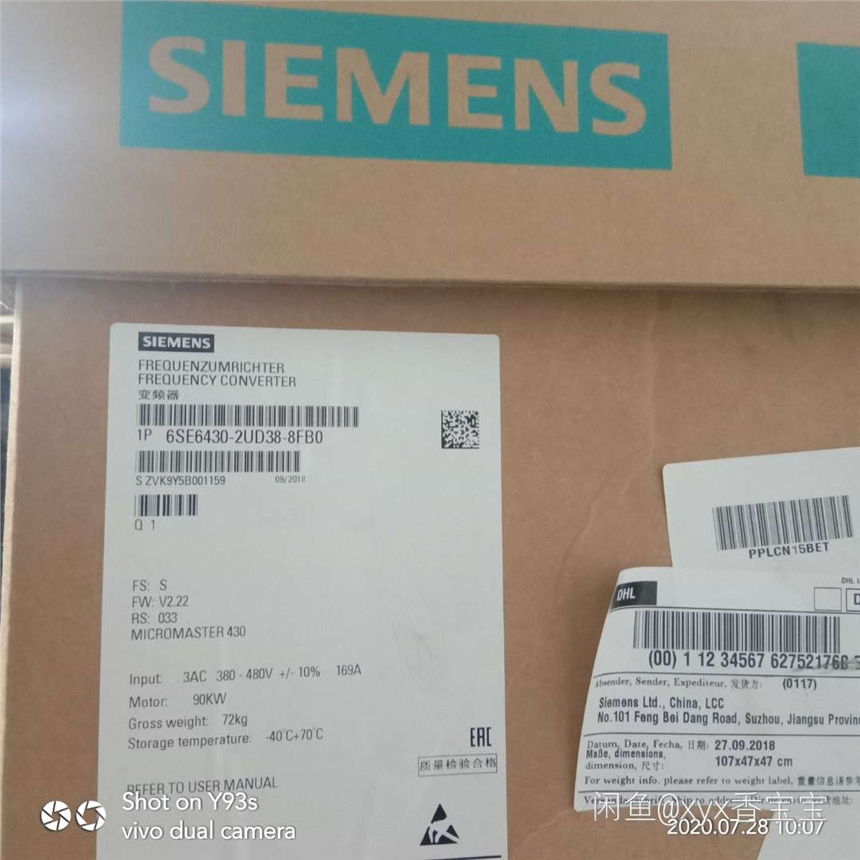 SIEMENS
SIEMENS
FREQUENZUMRICHTER
FREQUENCY CONVERTER
变频器
1P 6SE6430-2UD38-8FB0
S ZVK9Y5B001159 09/2018
Q 1
FS: S
FW: V2.22
RS: 033
MICROMASTER 430
Input: 3AC 380 - 480V +/- 10% 169A
Motor: 90KW
Gross weight: 72kg
Storage temperature: -40°C+70°C
EAC
质量检验合格
REFER TO USER MANUAL
PPLCN15BET
DHL
(00) 1 12 34567 627521766
Absender, Sender, Expediteur, 发货方: (0117)
Siemens Ltd., China, LCC
No.101 Feng Bei Dang Road, Suzhou, Jiangsu
Datum, Date, Fecha, 日期: 27.09.2018
Maße, dimensions,
dimension, 尺寸: 107x47x47 cm
For weight info. please refer to weight label,
Shot on Y93s
vivo dual camera
闲鱼@xyx香宝宝
2020.07.28 10:07